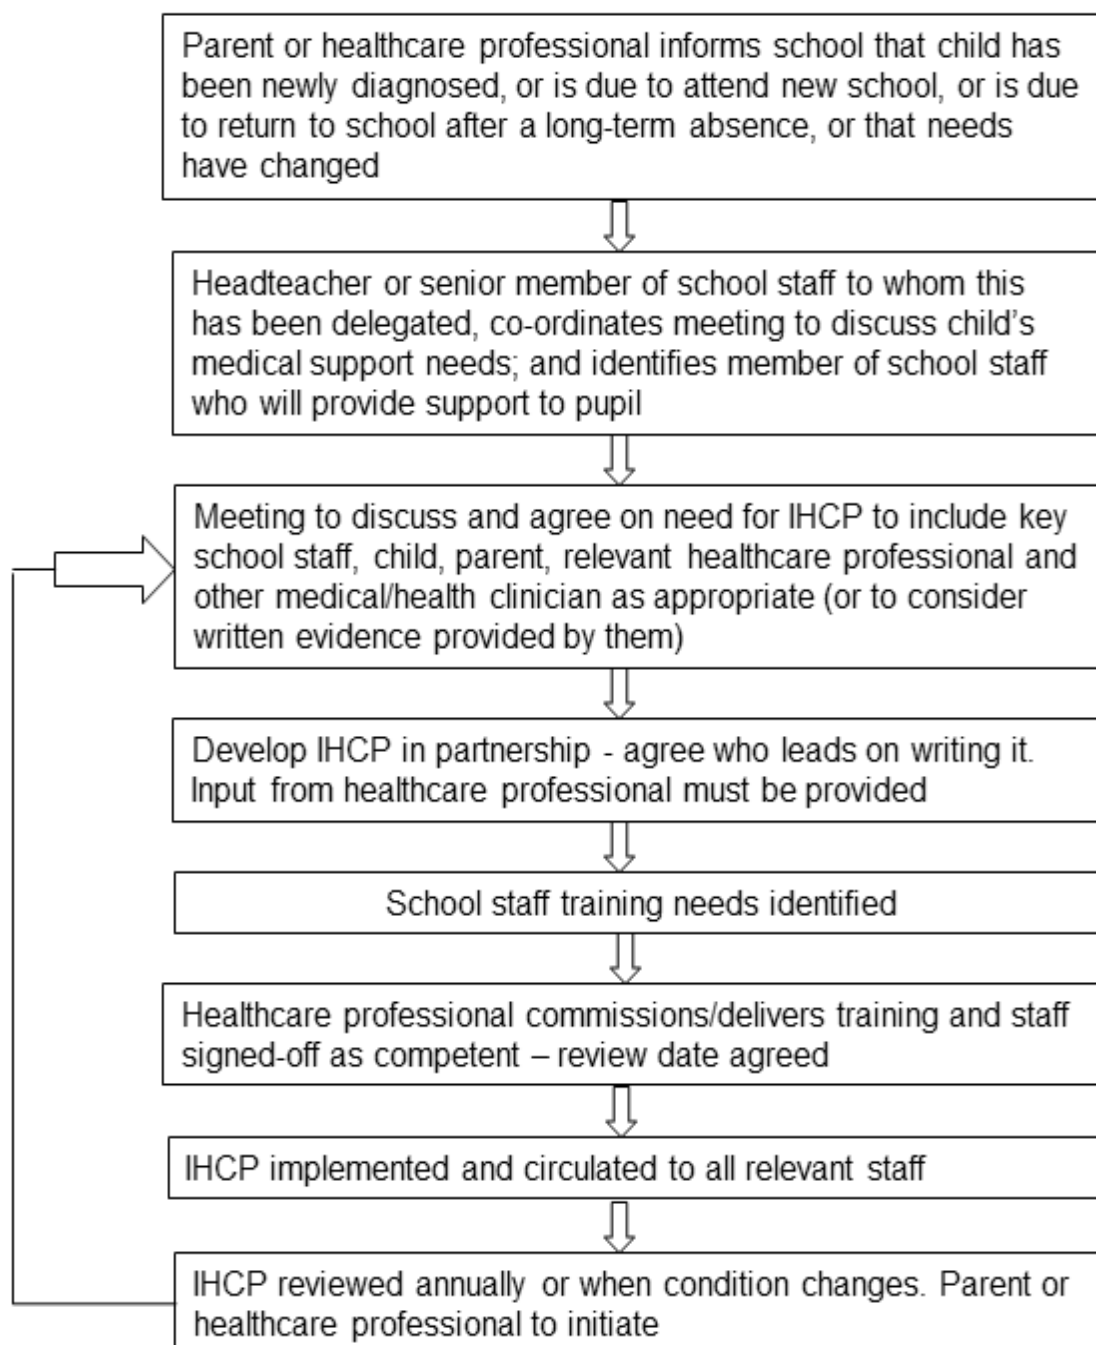 Parent or healthcare professional informs school that child has
been newly diagnosed, or is due to attend new school, or is due
to return to school after a long-term absence, or that needs
have changed
Headteacher or senior member of school staff to whom this
has been delegated, co-ordinates meeting to discuss child’s
medical support needs; and identifies member of school staff
who will provide support to pupil
Meeting to discuss and agree on need for IHCP to include key
school staff, child, parent, relevant healthcare professional and
other medical/health clinician as appropriate (or to consider
written evidence provided by them)
Develop IHCP in partnership - agree who leads on writing it.
Input from healthcare professional must be provided
School staff training needs identified
Healthcare professional commissions/delivers training and staff
signed-off as competent – review date agreed
IHCP implemented and circulated to all relevant staff
IHCP reviewed annually or when condition changes. Parent or
healthcare professional to initiate